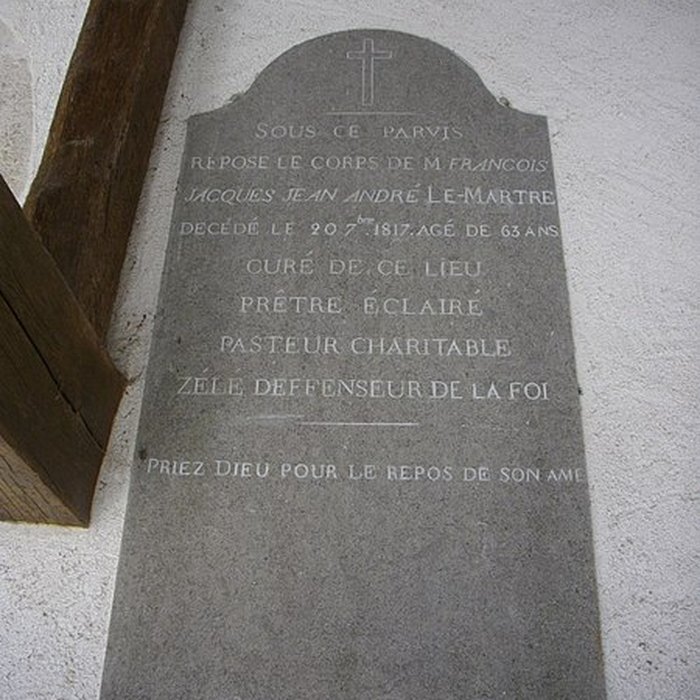 SOUS CE PARVIS
REPOSE LE CORPS DE M. FRANCOIS
JACQUES JEAN ANDRÉ LE-MARTRE
DECÉDÉ LE 20 7bre. 1817. AGÉ DE 63 ANS
CURÉ DE CE LIEU
PRÊTRE ÉCLAIRÉ
PASTEUR CHARITABLE
ZÉLE DEFFENSEUR DE LA FOI
PRIEZ DIEU POUR LE REPOS DE SON AME